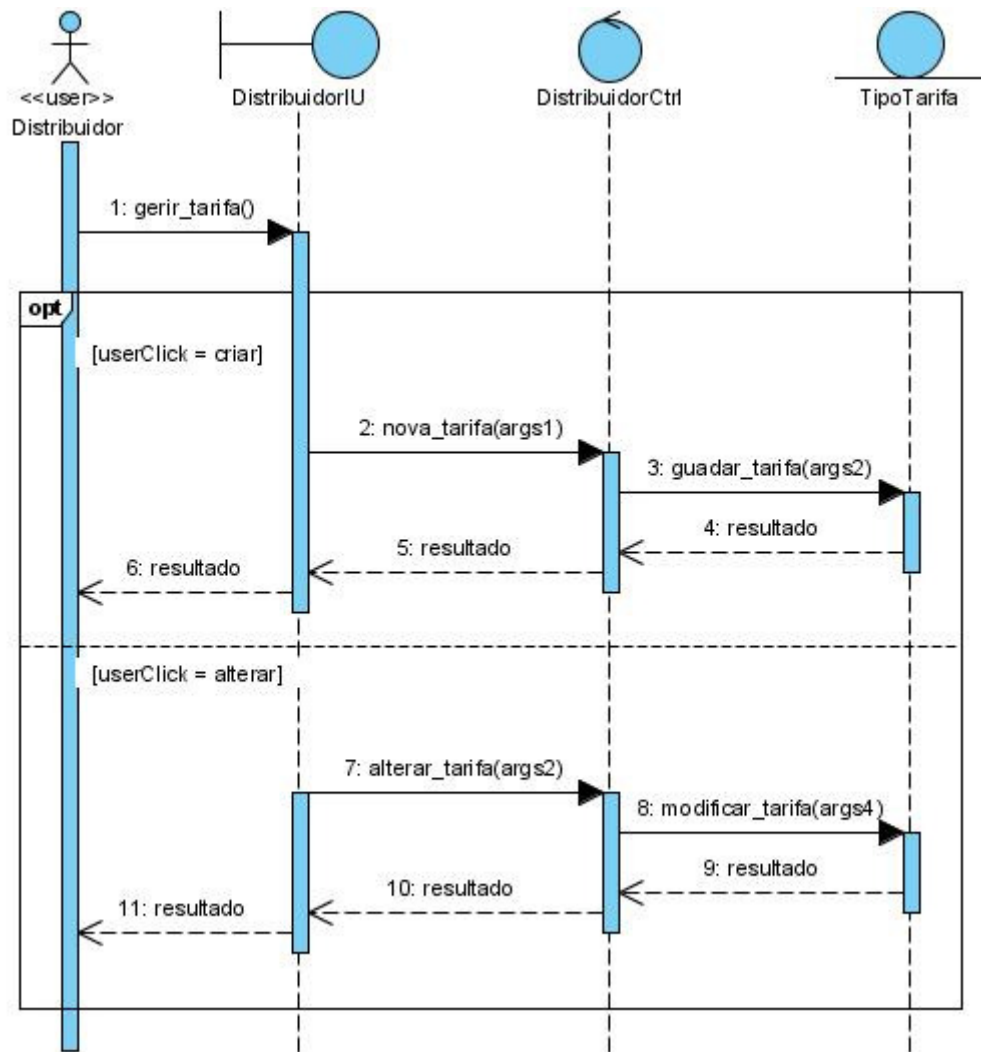 <<user>>
Distribuidor
DistribuidorIU
DistribuidorCtrl
TipoTarifa
1: gerir_tarifa()
opt
[userClick = criar]
2: nova_tarifa(args1)
3: guadar_tarifa(args2)
4: resultado
5: resultado
6: resultado
[userClick = alterar]
7: alterar_tarifa(args2)
8: modificar_tarifa(args4)
9: resultado
10: resultado
11: resultado